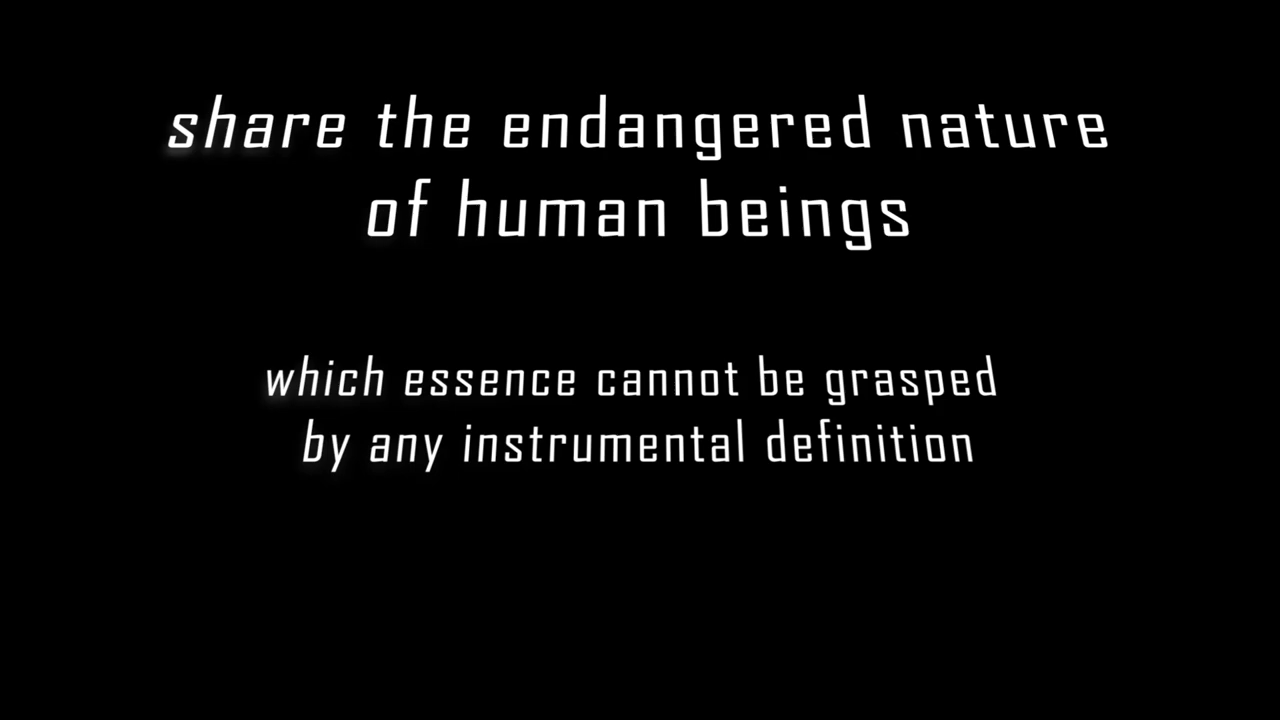 share the endangered nature
of human beings
which essence cannot be grasped
by any instrumental definition